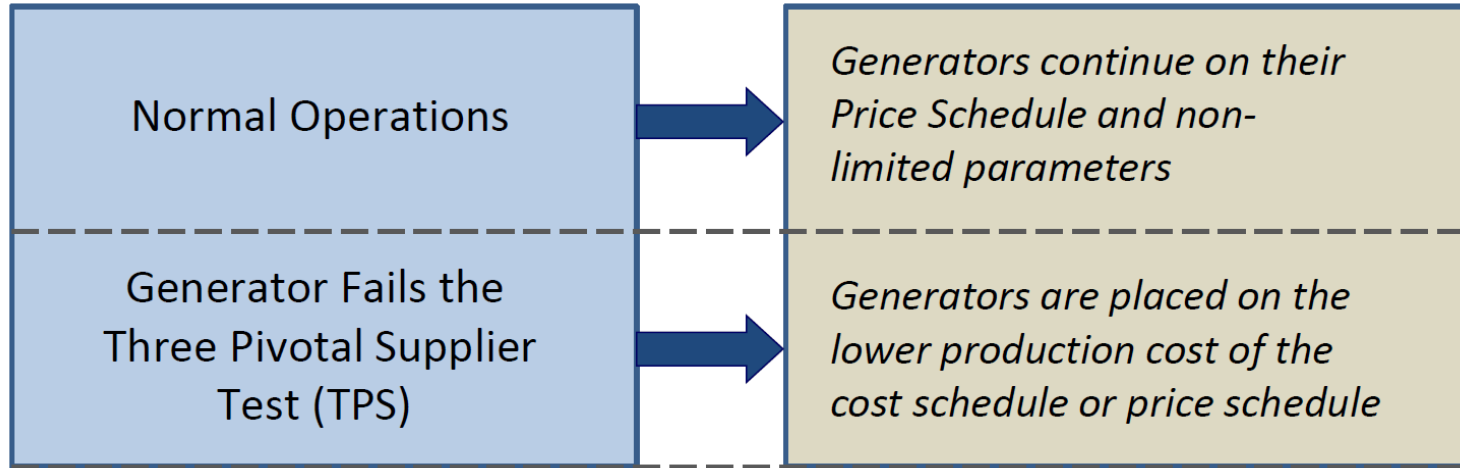 Normal Operations
Generators continue on their
Price Schedule and non-
limited parameters
Generator Fails the
Three Pivotal Supplier
Test (TPS)
Generators are placed on the
lower production cost of the
cost schedule or price schedule